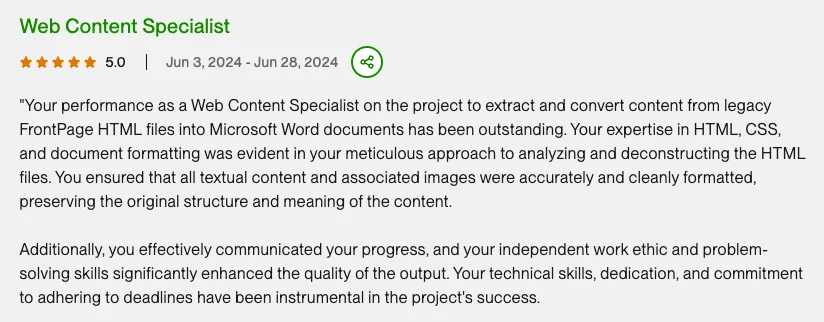 Web Content Specialist
5.0 | Jun 3, 2024 - Jun 28, 2024
"Your performance as a Web Content Specialist on the project to extract and convert content from legacy
FrontPage HTML files into Microsoft Word documents has been outstanding. Your expertise in HTML, CSS,
and document formatting was evident in your meticulous approach to analyzing and deconstructing the HTML
files. You ensured that all textual content and associated images were accurately and cleanly formatted,
preserving the original structure and meaning of the content.
Additionally, you effectively communicated your progress, and your independent work ethic and problem-
solving skills significantly enhanced the quality of the output. Your technical skills, dedication, and commitment
to adhering to deadlines have been instrumental in the project's success.